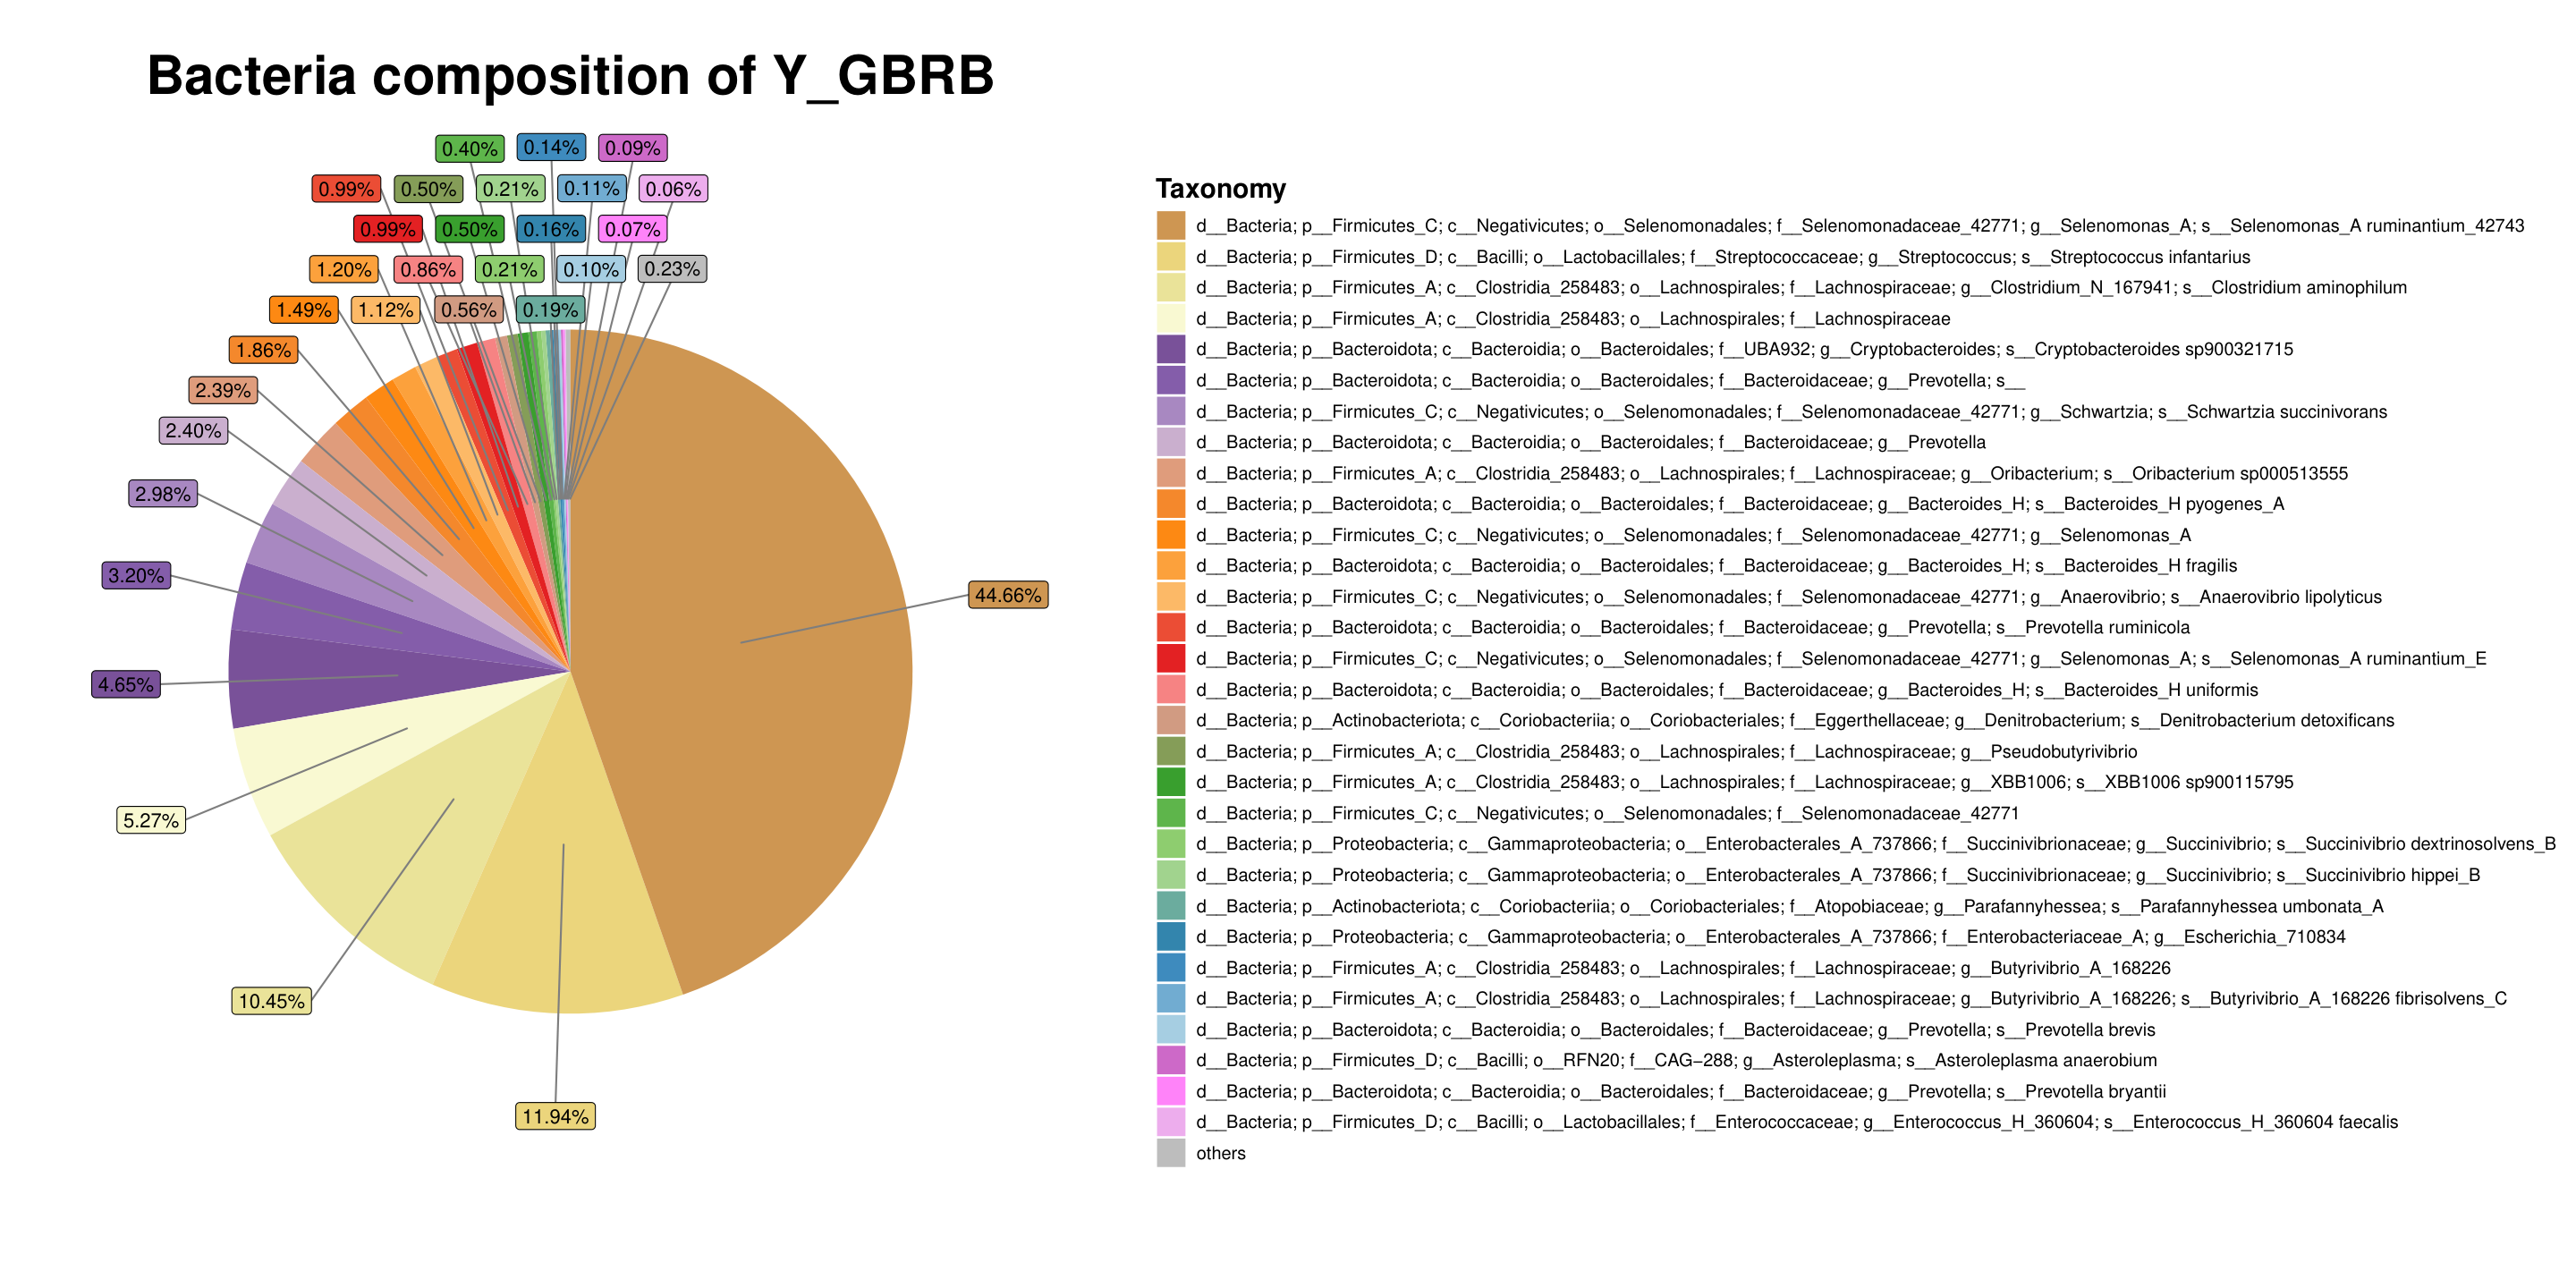 Bacteria composition of Y_GBRB
0.40%
0.14%
0.09%
0.99%
0.50%
0.21%
0.11%
0.06%
0.99%
0.50%
0.16%
0.07%
1.20%
0.86%
0.21%
0.10%
0.23%
1.49%
1.12%
0.56%
0.19%
1.86%
2.39%
2.40%
2.98%
3.20%
44.66%
4.65%
5.27%
10.45%
11.94%
Taxonomy
d__Bacteria; p__Firmicutes_C; c__Negativicutes; o__Selenomonadales; f__Selenomonadaceae_42771; g__Selenomonas_A; s__Selenomonas_A ruminantium_42743
d__Bacteria; p__Firmicutes_D; c__Bacilli; o__Lactobacillales; f__Streptococcaceae; g__Streptococcus; s__Streptococcus infantarius
d__Bacteria; p__Firmicutes_A; c__Clostridia_258483; o__Lachnospirales; f__Lachnospiraceae; g__Clostridium_N_167941; s__Clostridium aminophilum
d__Bacteria; p__Firmicutes_A; c__Clostridia_258483; o__Lachnospirales; f__Lachnospiraceae
d__Bacteria; p__Bacteroidota; c__Bacteroidia; o__Bacteroidales; f__UBA932; g__Cryptobacteroides; s__Cryptobacteroides sp900321715
d__Bacteria; p__Bacteroidota; c__Bacteroidia; o__Bacteroidales; f__Bacteroidaceae; g__Prevotella; s__
d__Bacteria; p__Firmicutes_C; c__Negativicutes; o__Selenomonadales; f__Selenomonadaceae_42771; g__Schwartzia; s__Schwartzia succinivorans
d__Bacteria; p__Bacteroidota; c__Bacteroidia; o__Bacteroidales; f__Bacteroidaceae; g__Prevotella
d__Bacteria; p__Firmicutes_A; c__Clostridia_258483; o__Lachnospirales; f__Lachnospiraceae; g__Oribacterium; s__Oribacterium sp000513555
d__Bacteria; p__Bacteroidota; c__Bacteroidia; o__Bacteroidales; f__Bacteroidaceae; g__Bacteroides_H; s__Bacteroides_H pyogenes_A
d__Bacteria; p__Firmicutes_C; c__Negativicutes; o__Selenomonadales; f__Selenomonadaceae_42771; g__Selenomonas_A
d__Bacteria; p__Bacteroidota; c__Bacteroidia; o__Bacteroidales; f__Bacteroidaceae; g__Bacteroides_H; s__Bacteroides_H fragilis
d__Bacteria; p__Firmicutes_C; c__Negativicutes; o__Selenomonadales; f__Selenomonadaceae_42771; g__Anaerovibrio; s__Anaerovibrio lipolyticus
d__Bacteria; p__Bacteroidota; c__Bacteroidia; o__Bacteroidales; f__Bacteroidaceae; g__Prevotella; s__Prevotella ruminicola
d__Bacteria; p__Firmicutes_C; c__Negativicutes; o__Selenomonadales; f__Selenomonadaceae_42771; g__Selenomonas_A; s__Selenomonas_A ruminantium_E
d__Bacteria; p__Bacteroidota; c__Bacteroidia; o__Bacteroidales; f__Bacteroidaceae; g__Bacteroides_H; s__Bacteroides_H uniformis
d__Bacteria; p__Actinobacteriota; c__Coriobacteriia; o__Coriobacteriales; f__Eggerthellaceae; g__Denitrobacterium; s__Denitrobacterium detoxificans
d__Bacteria; p__Firmicutes_A; c__Clostridia_258483; o__Lachnospirales; f__Lachnospiraceae; g__Pseudobutyrivibrio
d__Bacteria; p__Firmicutes_A; c__Clostridia_258483; o__Lachnospirales; f__Lachnospiraceae; g__XBB1006; s__XBB1006 sp900115795
d__Bacteria; p__Firmicutes_C; c__Negativicutes; o__Selenomonadales; f__Selenomonadaceae_42771
d__Bacteria; p__Proteobacteria; c__Gammaproteobacteria; o__Enterobacterales_A_737866; f__Succinivibrionaceae; g__Succinivibrio; s__Succinivibrio dextrinosolvens_B
d__Bacteria; p__Proteobacteria; c__Gammaproteobacteria; o__Enterobacterales_A_737866; f__Succinivibrionaceae; g__Succinivibrio; s__Succinivibrio hippei_B
d__Bacteria; p__Actinobacteriota; c__Coriobacteriia; o__Coriobacteriales; f__Atopobiaceae; g__Parafannyhessea; s__Parafannyhessea umbonata_A
d__Bacteria; p__Proteobacteria; c__Gammaproteobacteria; o__Enterobacterales_A_737866; f__Enterobacteriaceae_A; g__Escherichia_710834
d__Bacteria; p__Firmicutes_A; c__Clostridia_258483; o__Lachnospirales; f__Lachnospiraceae; g__Butyrivibrio_A_168226
d__Bacteria; p__Firmicutes_A; c__Clostridia_258483; o__Lachnospirales; f__Lachnospiraceae; g__Butyrivibrio_A_168226; s__Butyrivibrio_A_168226 fibrisolvens_C
d__Bacteria; p__Bacteroidota; c__Bacteroidia; o__Bacteroidales; f__Bacteroidaceae; g__Prevotella; s__Prevotella brevis
d__Bacteria; p__Firmicutes_D; c__Bacilli; o__RFN20; f__CAG−288; g__Asteroleplasma; s__Asteroleplasma anaerobium
d__Bacteria; p__Bacteroidota; c__Bacteroidia; o__Bacteroidales; f__Bacteroidaceae; g__Prevotella; s__Prevotella bryantii
d__Bacteria; p__Firmicutes_D; c__Bacilli; o__Lactobacillales; f__Enterococcaceae; g__Enterococcus_H_360604; s__Enterococcus_H_360604 faecalis
others